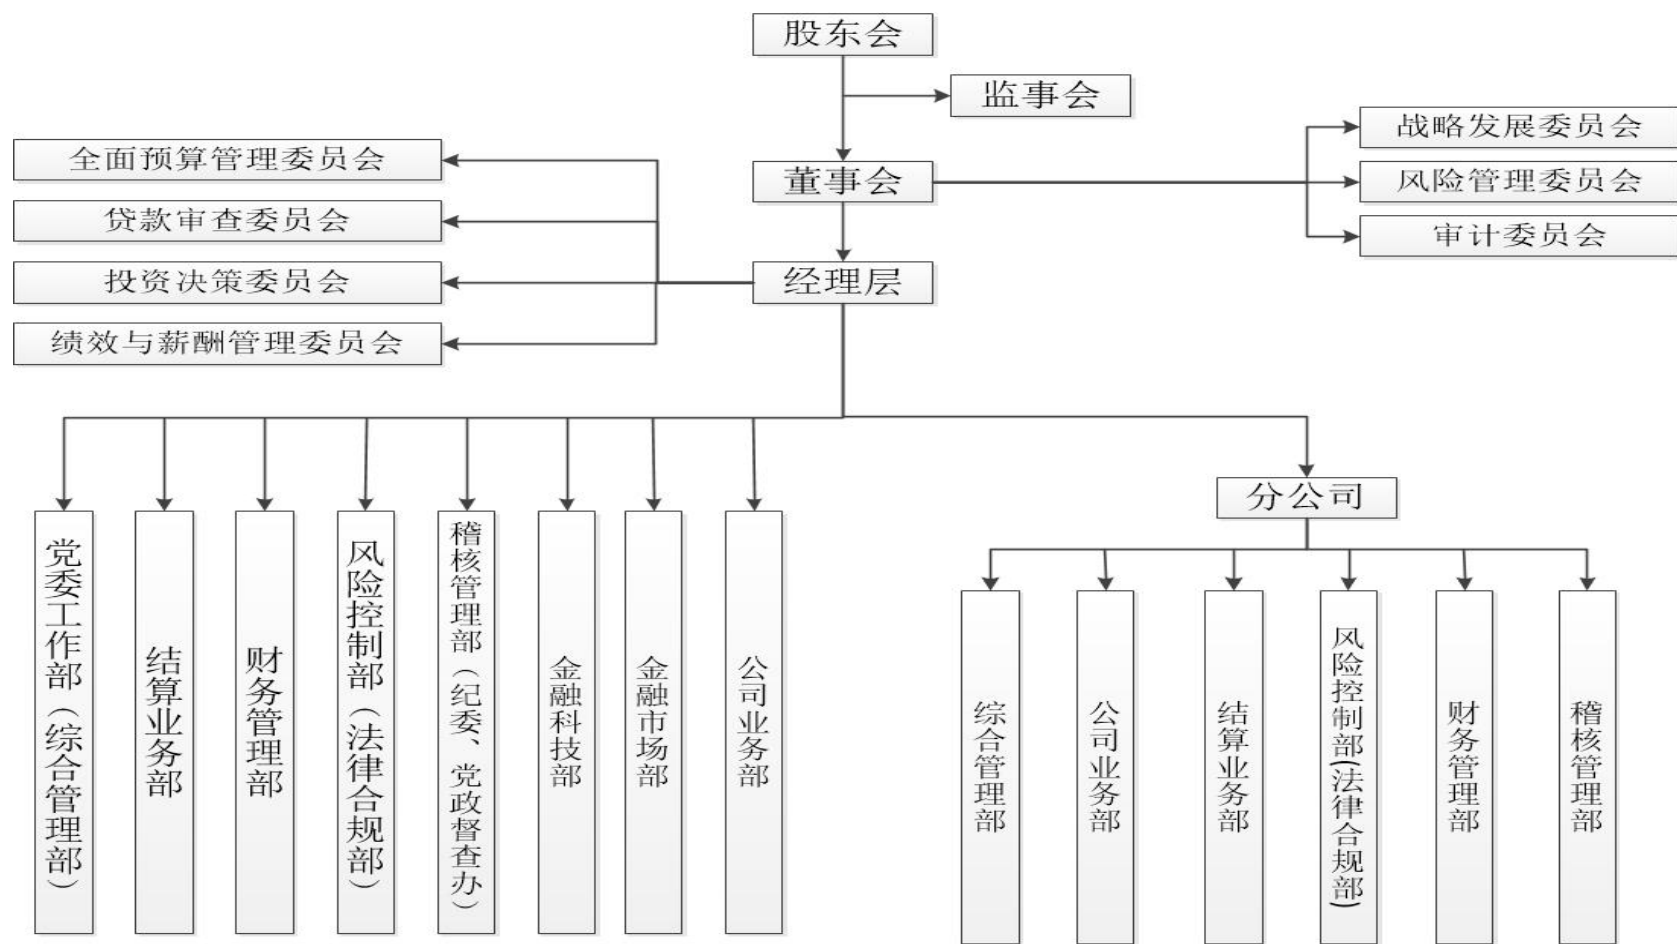 股东会
监事会
战略发展委员会
全面预算管理委员会
董事会
风险管理委员会
贷款审查委员会
审计委员会
投资决策委员会
经理层
绩效与薪酬管理委员会
分公司
党委工作部（综合管理部）
结算业务部
财务管理部
风险控制部（法律合规部）
稽核管理部（纪委、党政督查办）
金融科技部
金融市场部
公司业务部
综合管理部
公司业务部
结算业务部
风险控制部(法律合规部)
财务管理部
稽核管理部